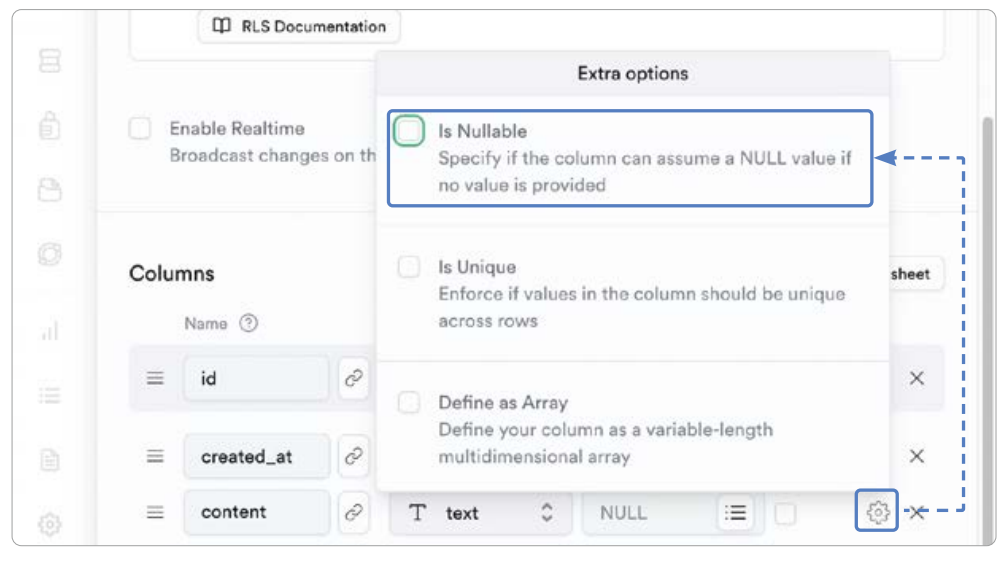 RLS Documentation
Extra options
Enable Realtime
Broadcast changes on th
Is Nullable
Specify if the column can assume a NULL value if
no value is provided
Is Unique
Enforce if values in the column should be unique
across rows
Define as Array
Define your column as a variable-length
multidimensional array
Columns
sheet
Name
id
created_at
content
T text
NULL